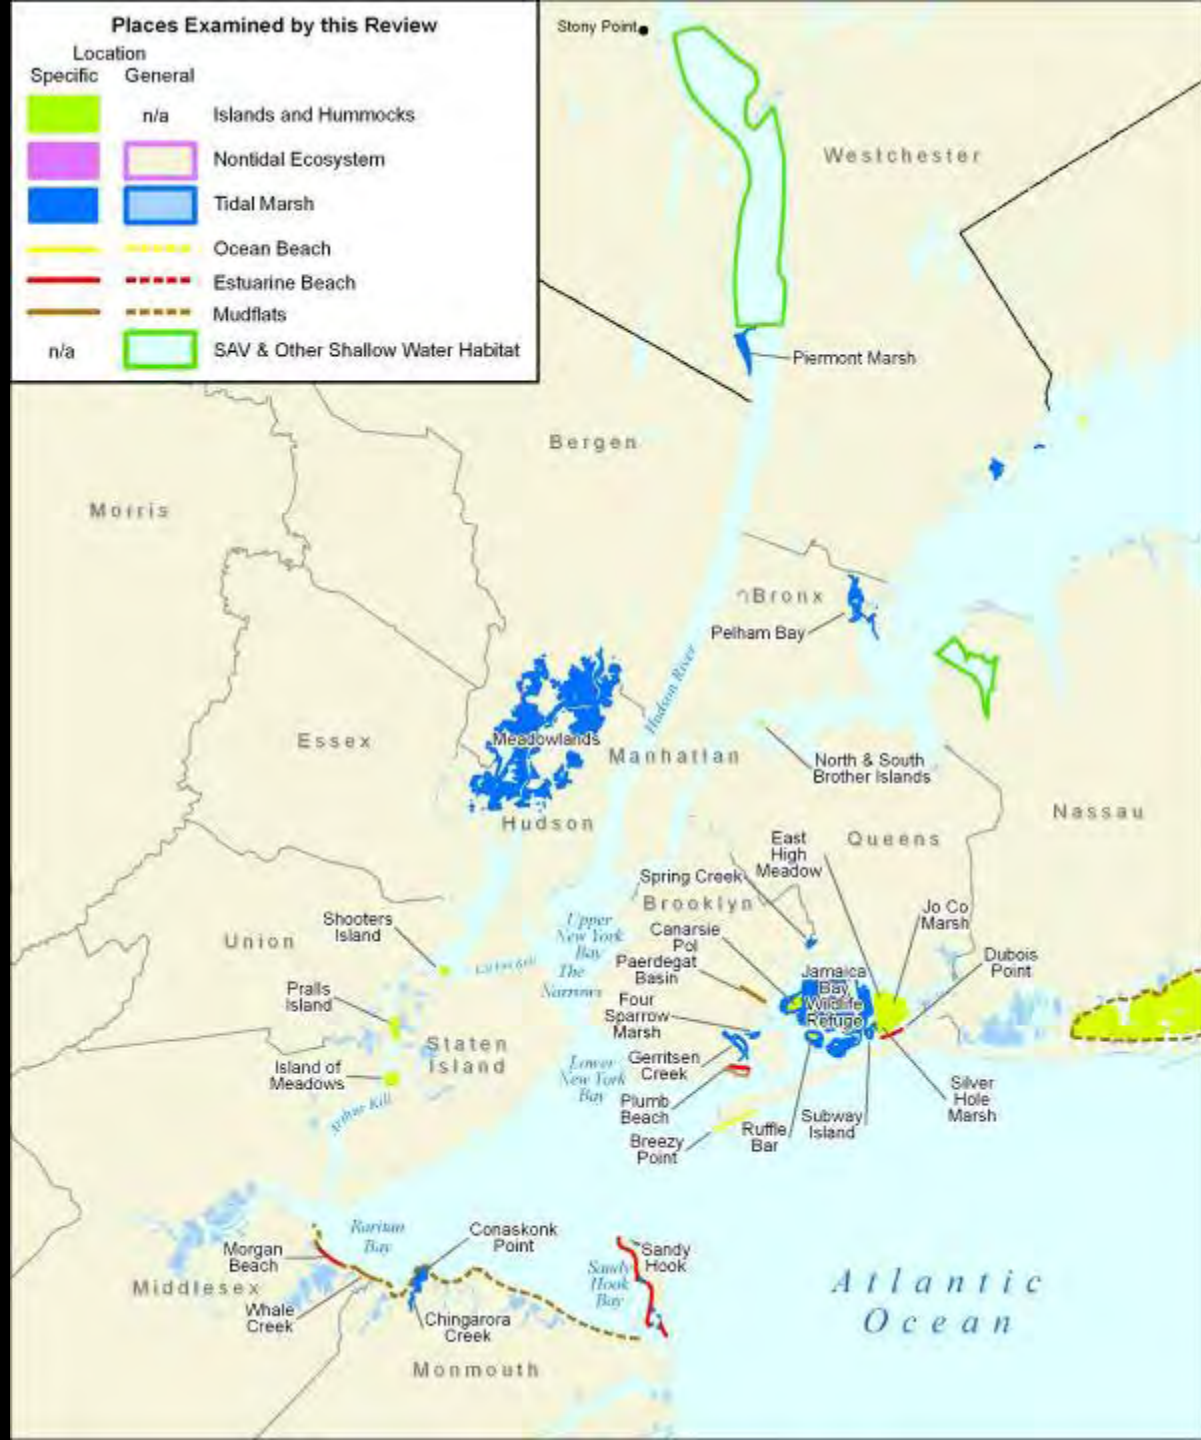 Places Examined by this Review
Location
Specific General
n/a Islands and Hummocks
Nontidal Ecosystem
Tidal Marsh
Ocean Beach
Estuarine Beach
Mudflats
n/a SAV & Other Shallow Water Habitat
Stony Point
Westchester
Piermont Marsh
Bergen
Morris
Bronx
Pelham Bay
Hudson River
Essex
Meadowlands
Manhattan
North & South
Brother Islands
Nassau
Hudson
Queens
East
High
Meadow
Spring Creek
Brooklyn
Jo Co
Marsh
Shooters
Island
Union
Upper
New York
Bay
The
Narrows
Canarsie
Pol
Paerdegat
Basin
Dubois
Point
Jamaica
Bay
Wildlife
Refuge
Pralls
Island
Four
Sparrow
Marsh
Staten
Island
Island of
Meadows
Lower
New York
Bay
Gerritsen
Creek
Arthur Kill
Plumb
Beach
Silver
Hole
Marsh
Subway
Island
Ruffle
Bar
Breezy
Point
Raritan
Bay
Conaskonk
Point
Morgan
Beach
Sandy
Hook
Sandy
Hook
Bay
Middlesex
Whale
Creek
Chingarora
Creek
Atlantic
Ocean
Monmouth